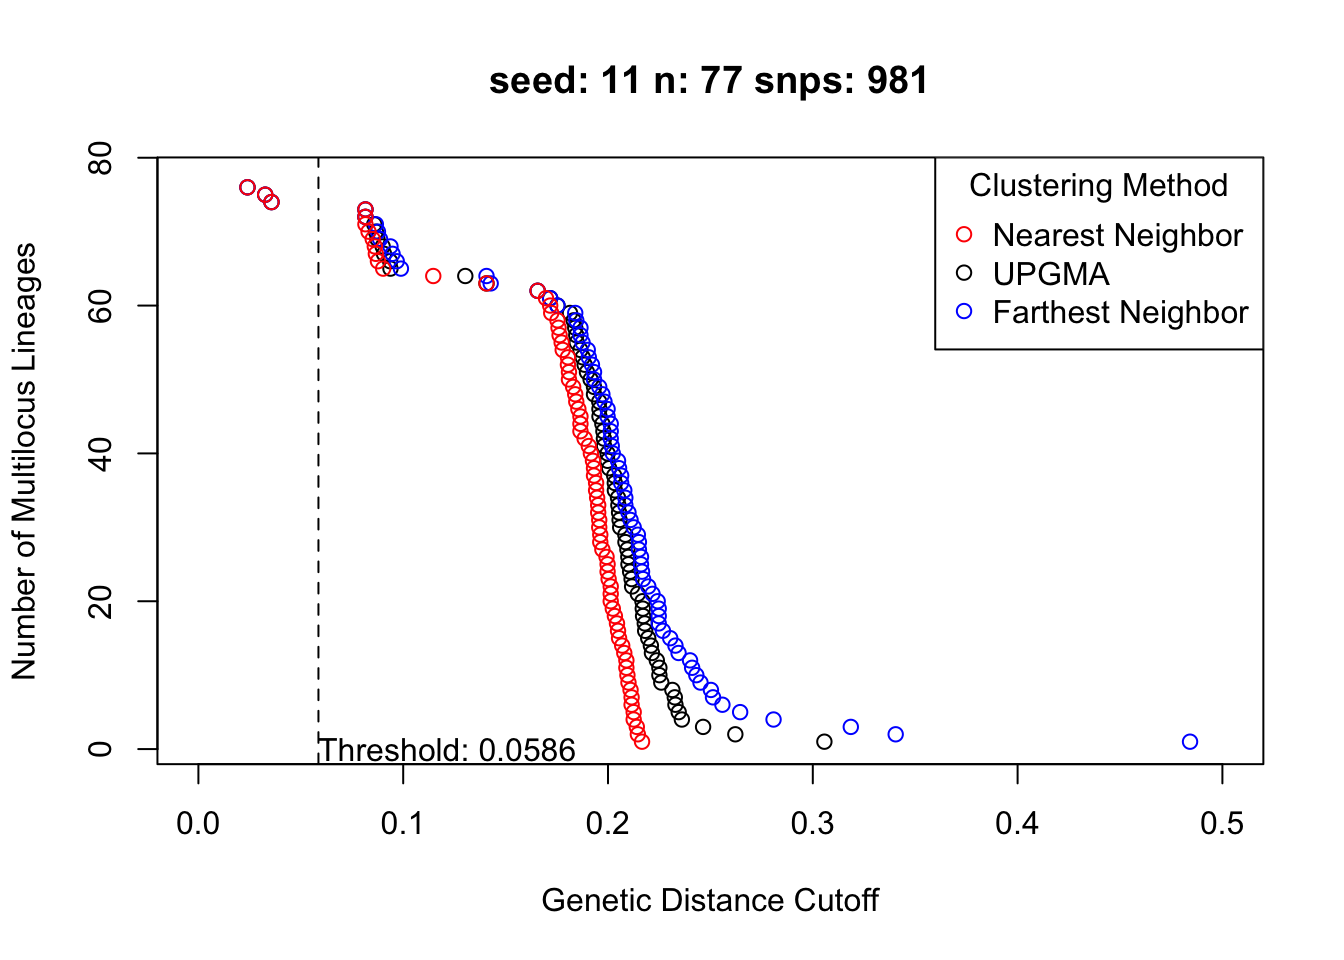 seed: 11 n: 77 snps: 981
Number of Multilocus Lineages
80
60
40
20
0
Clustering Method
Nearest Neighbor
UPGMA
Farthest Neighbor
Threshold: 0.0586
0.0 0.1 0.2 0.3 0.4 0.5
Genetic Distance Cutoff